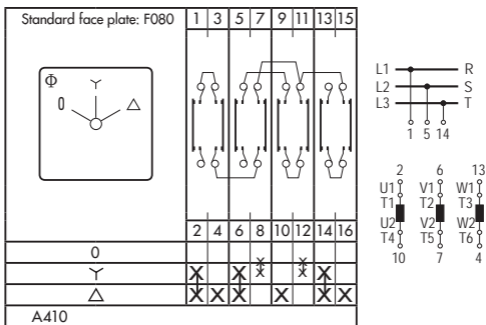 Standard face plate: F080
1 3 5 7 9 11 13 15
Φ
0 Y Δ
2 4 6 8 10 12 14 16
0
x x
Y X X x x X
Δ X X X X X X
A410
L1 R
L2 S
L3 T
1 5 14
2 6 13
U1 V1 W1
T1 T2 T3
U2 V2 W2
T4 T5 T6
10 7 4